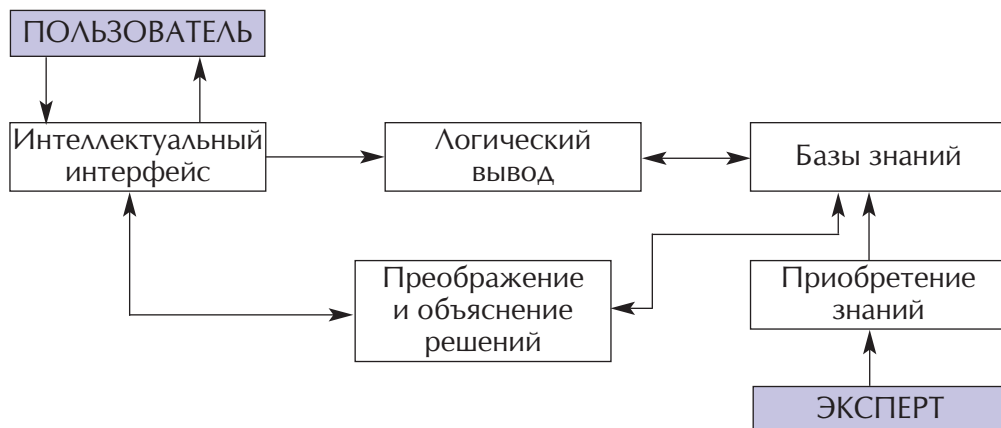 ПОЛЬЗОВАТЕЛЬ
Интеллектуальный
интерфейс
Логический
вывод
Базы знаний
Преображение
и объяснение
решений
Приобретение
знаний
ЭКСПЕРТ